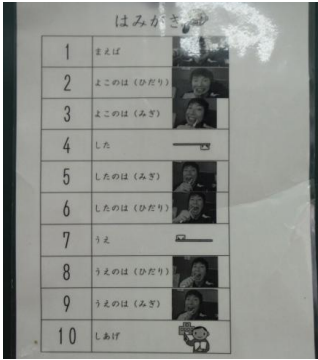 はみがき
1 まえば
2 よこのは（ひだり）
3 よこのは（みぎ）
4 した
5 したのは（みぎ）
6 したのは（ひだり）
7 うえ
8 うえのは（ひだり）
9 うえのは（みぎ）
10 しあげ